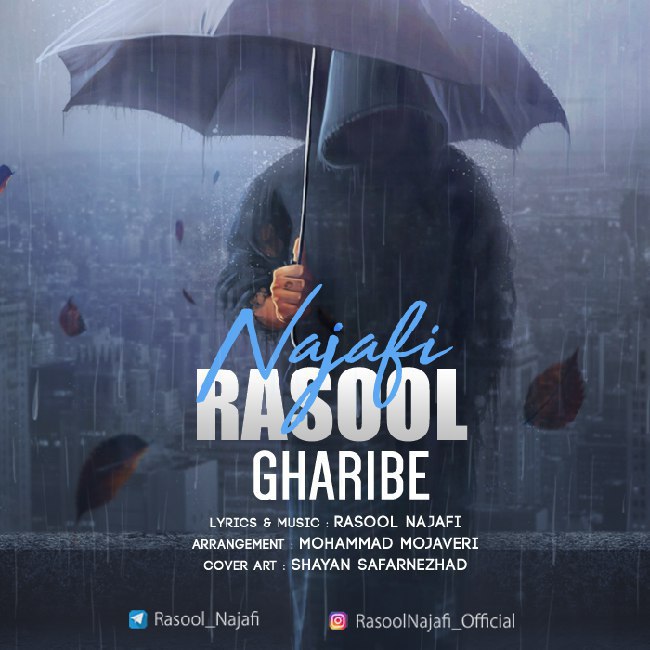 Najafi
RASOOL
GHARIBE
LYRICS & MUSIC : RASOOL NAJAFI
ARRANGEMENT : MOHAMMAD MOJAVERI
COVER ART : SHAYAN SAFARNEZHAD
Rasool_Najafi RasoolNajafi_Official